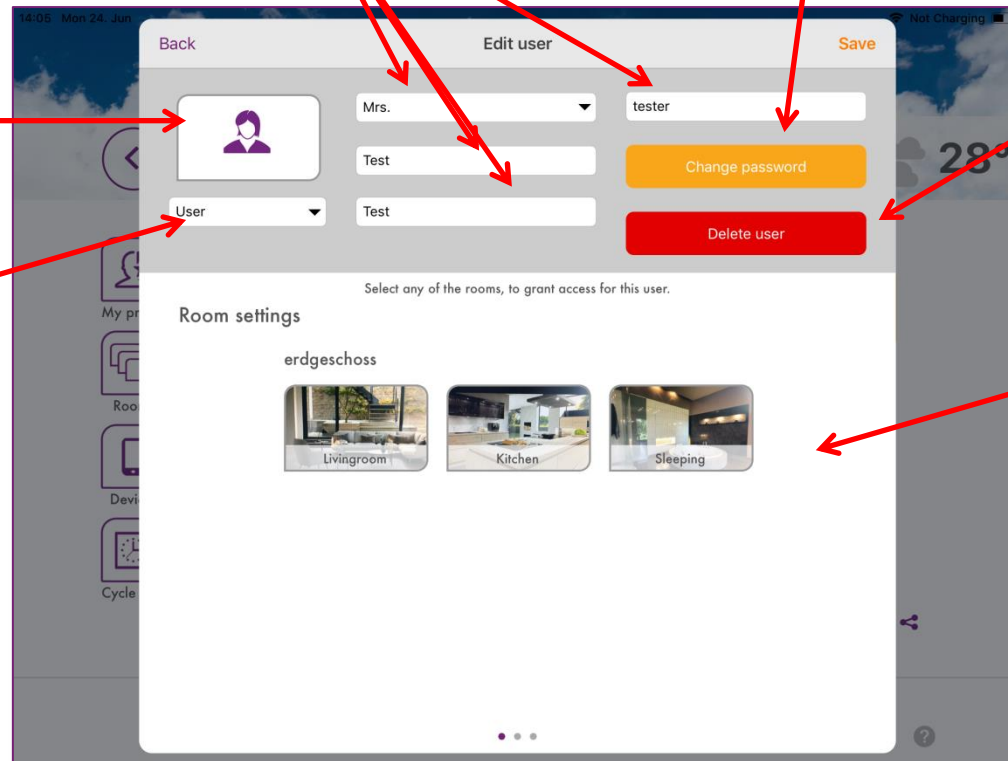 14:05 Mon 24. Jun
Not Charging
Back
Edit user
Save
Mrs.
tester
Test
Change password
User
Test
Delete user
28°
Select any of the rooms, to grant access for this user.
My pr
Room settings
erdgeschoss
Livingroom
Kitchen
Sleeping
Roo
Devi
Cycle
?